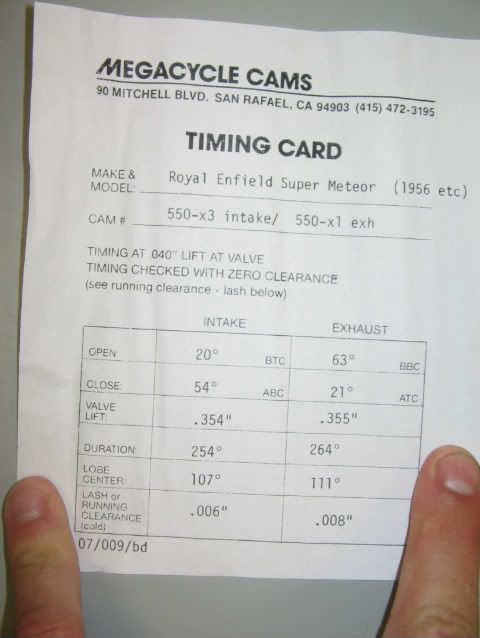 MEGACYCLE CAMS
90 MITCHELL BLVD. SAN RAFAEL, CA 94903 (415) 472-3195
TIMING CARD
MAKE & MODEL: Royal Enfield Super Meteor (1956 etc)
CAM # 550-x3 intake/ 550-x1 exh
TIMING AT .040" LIFT AT VALVE
TIMING CHECKED WITH ZERO CLEARANCE
(see running clearance - lash below)
INTAKE EXHAUST
OPEN: 20° BTC 63° BBC
CLOSE: 54° ABC 21° ATC
VALVE LIFT: .354" .355"
DURATION: 254° 264°
LOBE CENTER: 107° 111°
LASH or RUNNING CLEARANCE (cold) .006" .008"
07/009/bd